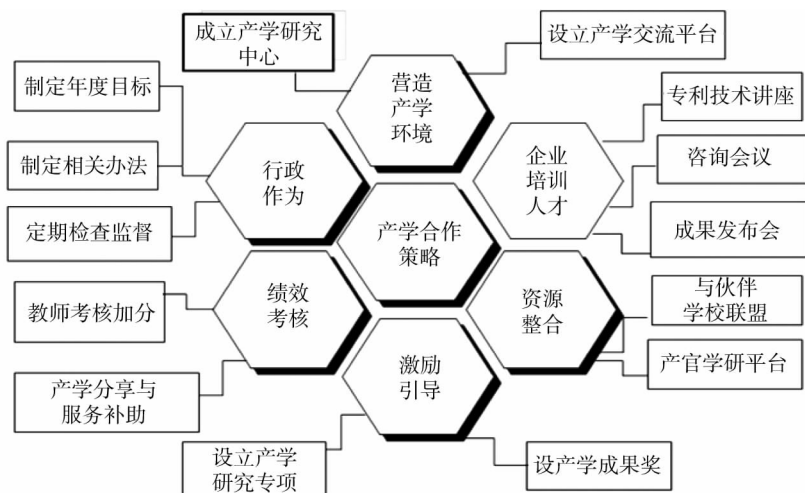 成立产学研究
中心
设立产学交流平台
营造
产学
环境
制定年度目标
专利技术讲座
制定相关办法
行政
作为
企业
培训
人才
咨询会议
定期检查监督
产学合作
策略
成果发布会
教师考核加分
绩效
考核
资源
整合
与伙伴
学校联盟
产官学研平台
激励
引导
产学分享与
服务补助
设立产学
研究专项
设产学成果奖